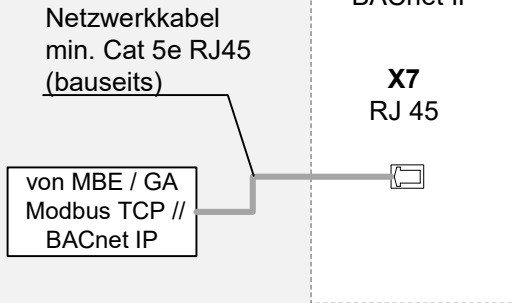 Netzwerkkabel
min. Cat 5e RJ45
(bauseits)
BACnet IP
X7
RJ 45
von MBE / GA
Modbus TCP //
BACnet IP